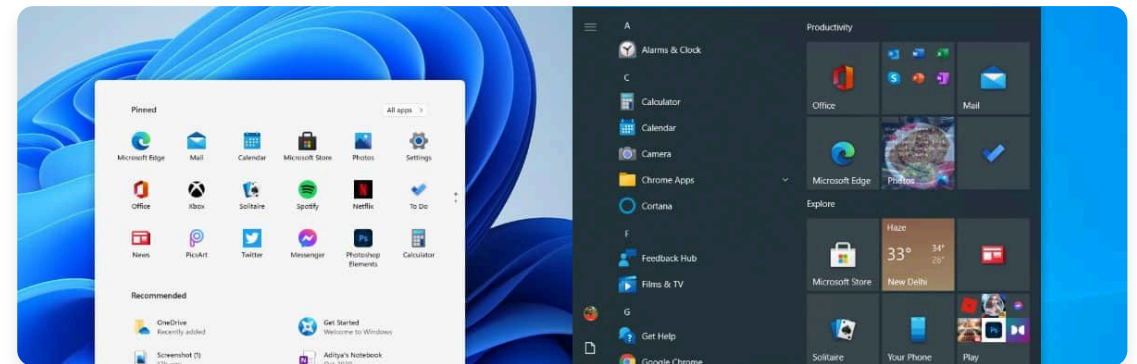 Pinned
All apps >
Microsoft Edge Mail Calendar Microsoft Store Photos Settings
Office Xbox Solitaire Spotify Netflix To Do
News PicsArt Twitter Messenger Photoshop Elements Calculator
Recommended
OneDrive
Recently added
Get Started
Welcome to Windows
Screenshot (1)
Aditya's Notebook
A
Alarms & Clock
C
Calculator
Calendar
Camera
Chrome Apps
Cortana
F
Feedback Hub
Films & TV
G
Get Help
Google Chrome
Productivity
Office
Mail
Microsoft Edge
Photos
Explore
Microsoft Store
Haze
33° 34°
26°
New Delhi
Solitaire
Your Phone
Play